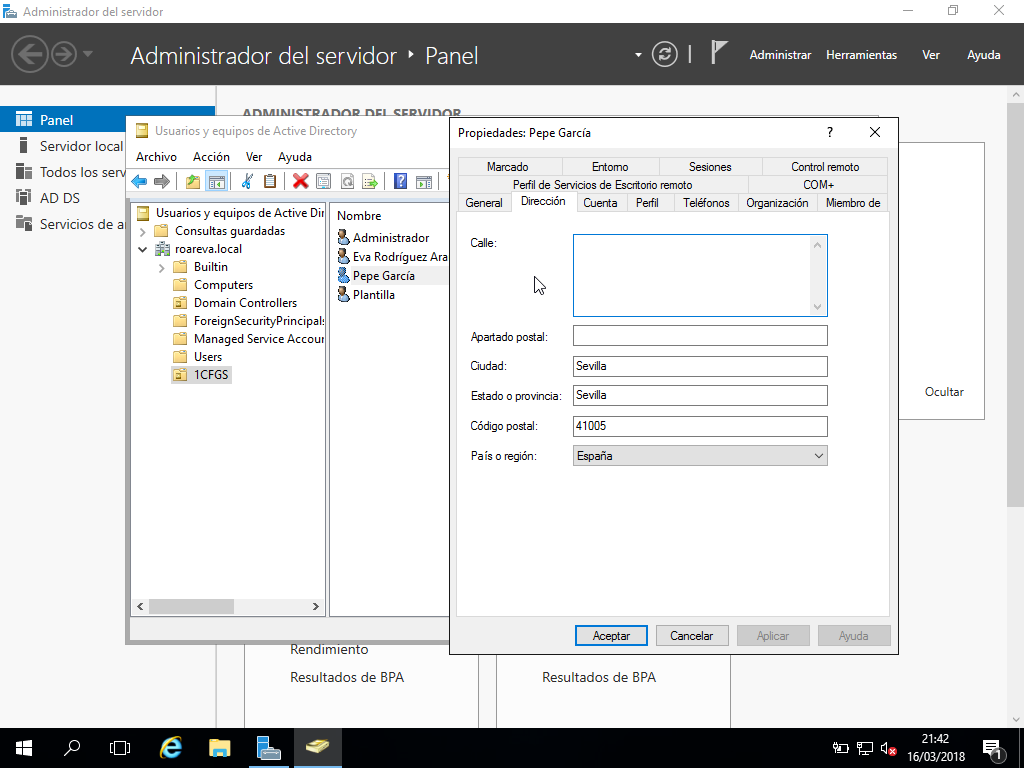 Administrador del servidor
Administrador del servidor ‣ Panel
Administrar Herramientas Ver Ayuda
Panel
Servidor local
Todos los serv
AD DS
Servicios de a
ADMINISTRADOR DEL SERVIDOR
Usuarios y equipos de Active Directory
Archivo Acción Ver Ayuda
Usuarios y equipos de Active Dir
Consultas guardadas
roareva.local
Builtin
Computers
Domain Controllers
ForeignSecurityPrincipals
Managed Service Accour
Users
1CFGS
Nombre
Administrador
Eva Rodríguez Ara
Pepe García
Plantilla
Propiedades: Pepe García
Marcado Entorno Sesiones Control remoto
Perfil de Servicios de Escritorio remoto COM+
General Dirección Cuenta Perfil Teléfonos Organización Miembro de
Calle:
Apartado postal:
Ciudad: Sevilla
Estado o provincia: Sevilla
Código postal: 41005
País o región: España
Aceptar Cancelar Aplicar Ayuda
Ocultar
Rendimiento
Resultados de BPA Resultados de BPA
21:42
16/03/2018
1